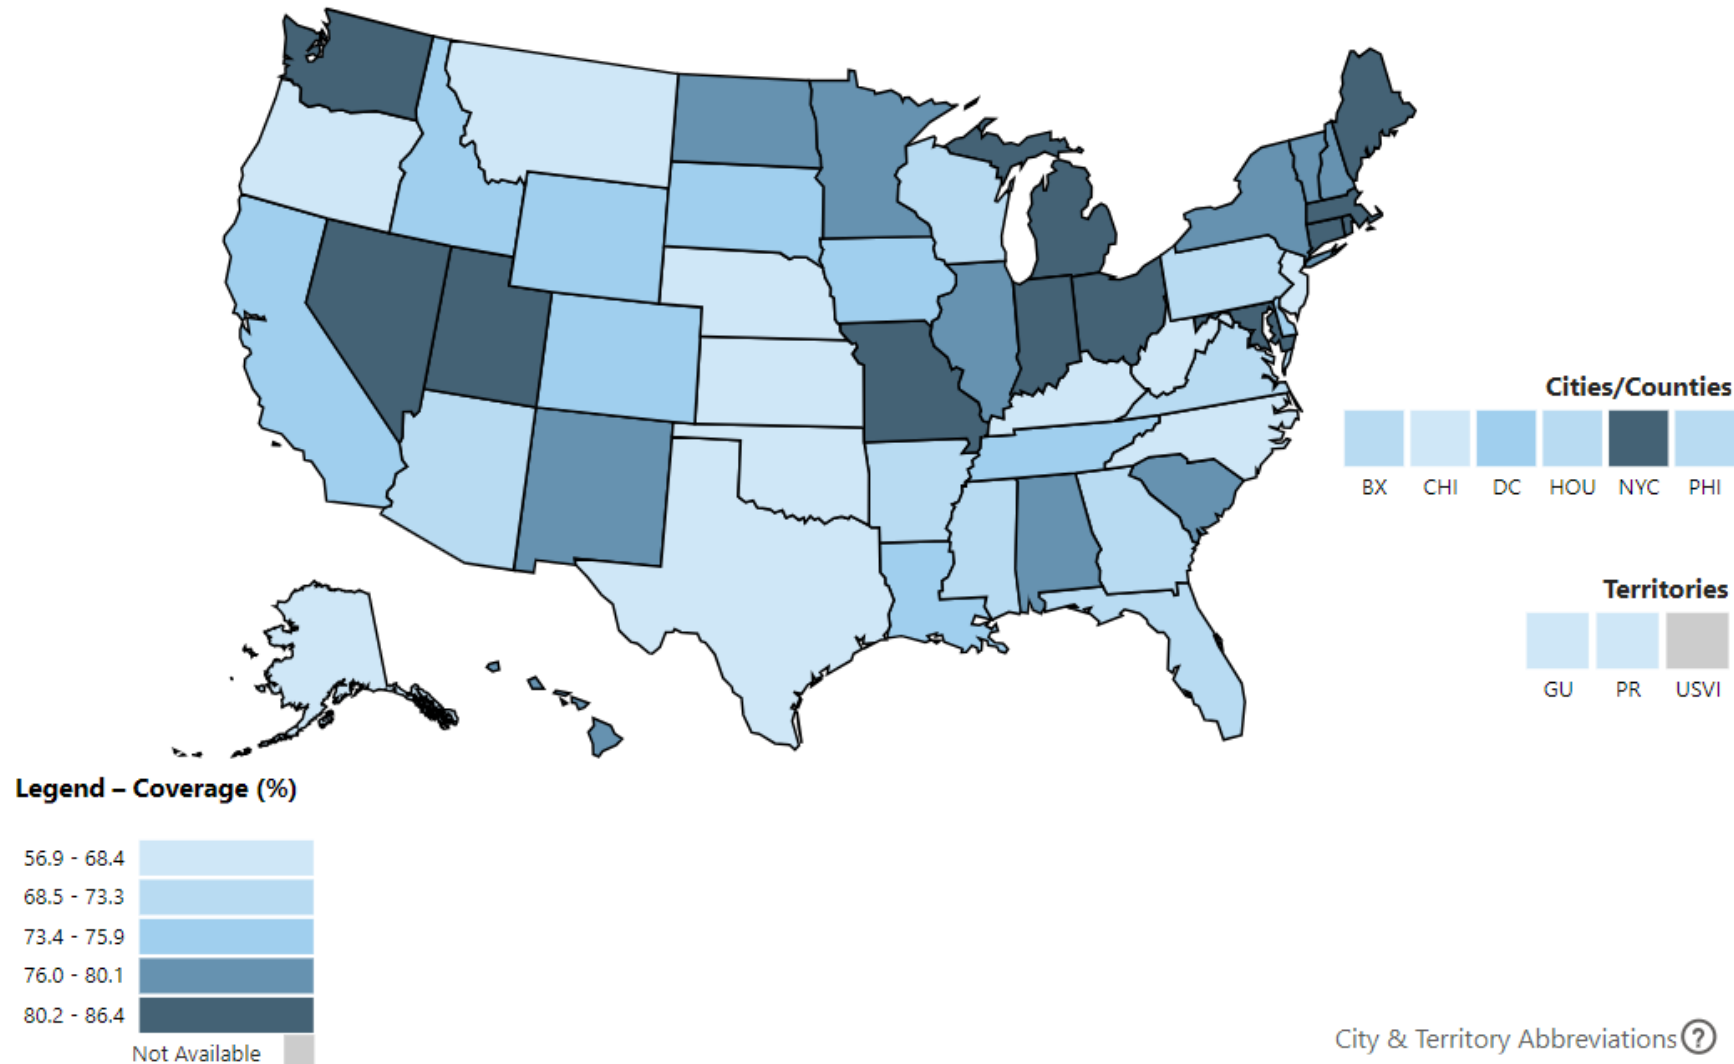 Cities/Counties
BX CHI DC HOU NYC PHI
Territories
GU PR USVI
Legend – Coverage (%)
56.9 - 68.4
68.5 - 73.3
73.4 - 75.9
76.0 - 80.1
80.2 - 86.4
Not Available
City & Territory Abbreviations ?